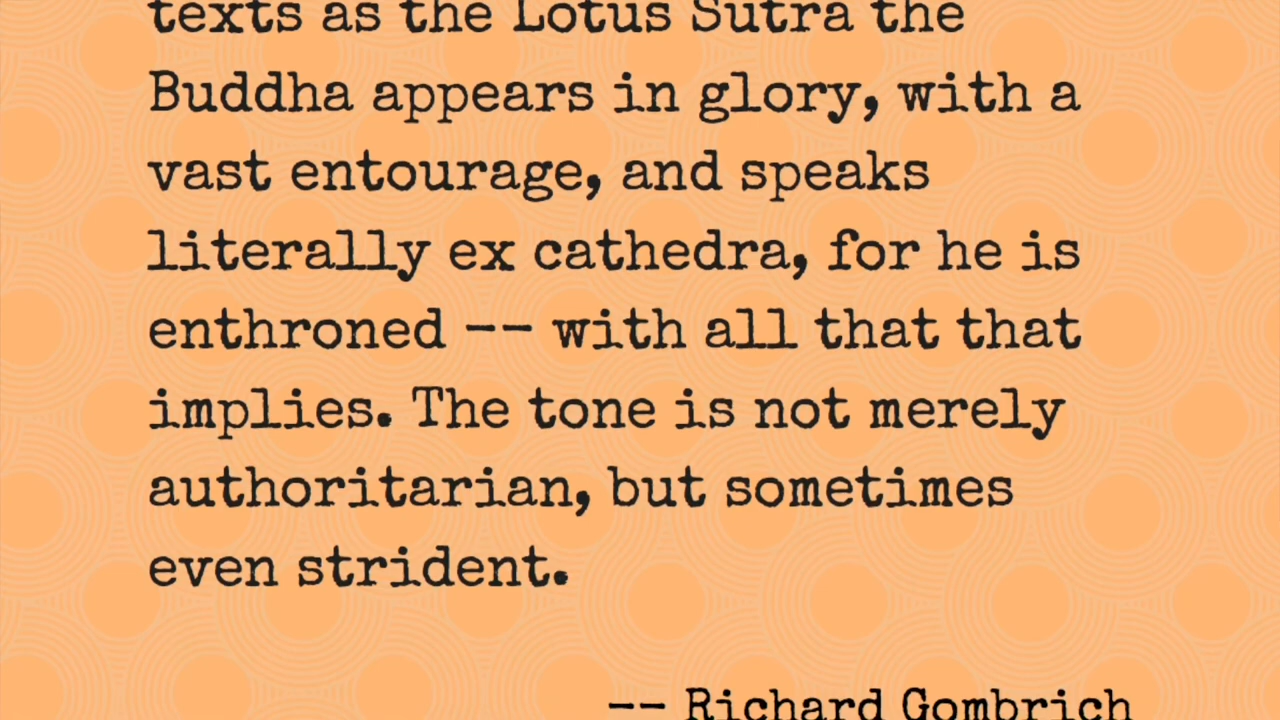 texts as the Lotus Sutra the
Buddha appears in glory, with a
vast entourage, and speaks
literally ex cathedra, for he is
enthroned -- with all that that
implies. The tone is not merely
authoritarian, but sometimes
even strident.
-- Richard Gombrich